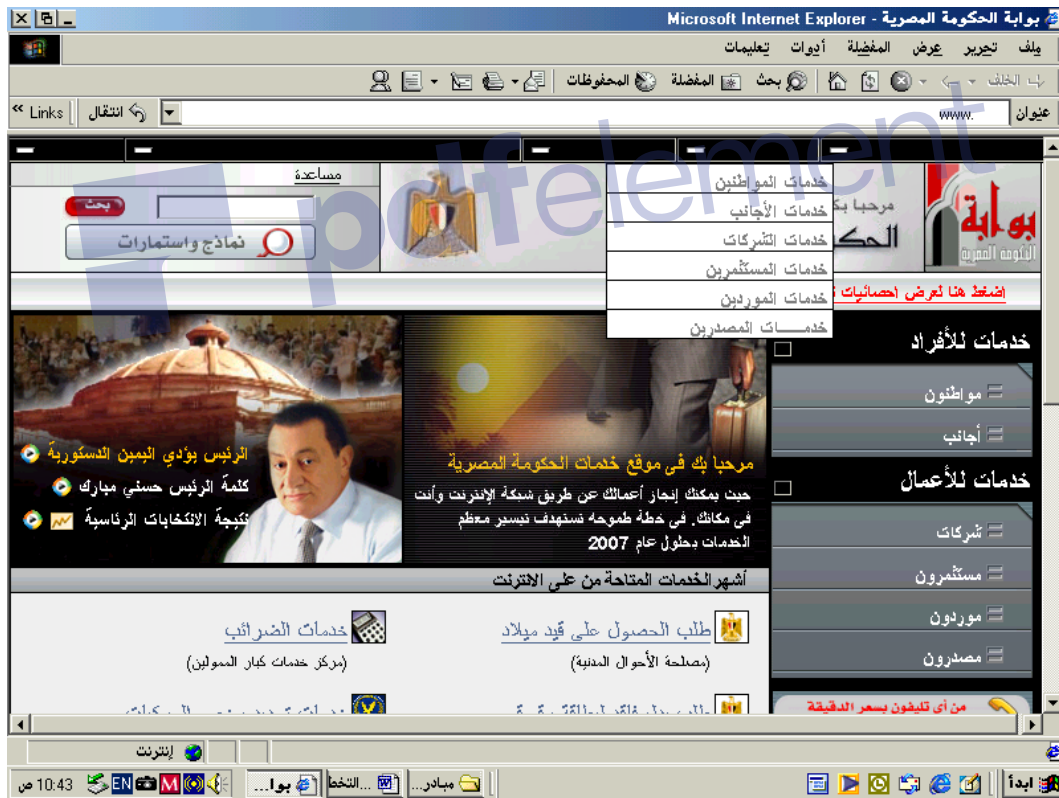 بوابة الحكومة المصرية - Microsoft Internet Explorer
ملف تحرير عرض المفضلة أدوات تعليمات
الخلف بحث المفضلة المحفوظات
عنوان www. انتقال Links »
pdfelement
بوابة
الحكومة المصرية
مرحبا
مساعدة
بحث
نماذج واستمارات
خدمات المواطنين
خدمات الأجانب
خدمات الشركات
خدمات المستثمرين
خدمات الموردين
خدمــــات المصدرين
اضغط هنا لعرض احصائيات
خدمات للأفراد
مواطنون
أجانب
خدمات للأعمال
شركات
مستثمرون
موردون
مصدرون
من أى تليفون بسعر الدقيقة
مرحبا بك فى موقع خدمات الحكومة المصرية
حيث يمكنك إنجاز أعمالك عن طريق شبكة الإنترنت وأنت
فى مكانك. فى خطة طموحه تستهدف تيسير معظم
الخدمات بحلول عام 2007
الرئيس يؤدي اليمين الدستورية
كلمة الرئيس حسني مبارك
نتيجة الانتخابات الرئاسية
أشهر الخدمات المتاحة من على الانترنت
طلب الحصول على قيد ميلاد
(مصلحة الأحوال المدنية)
خدمات الضرائب
(مركز خدمات كبار الممولين)
إنترنت
ابدأ مبادر... التخط... بوا... EN 10:43 ص